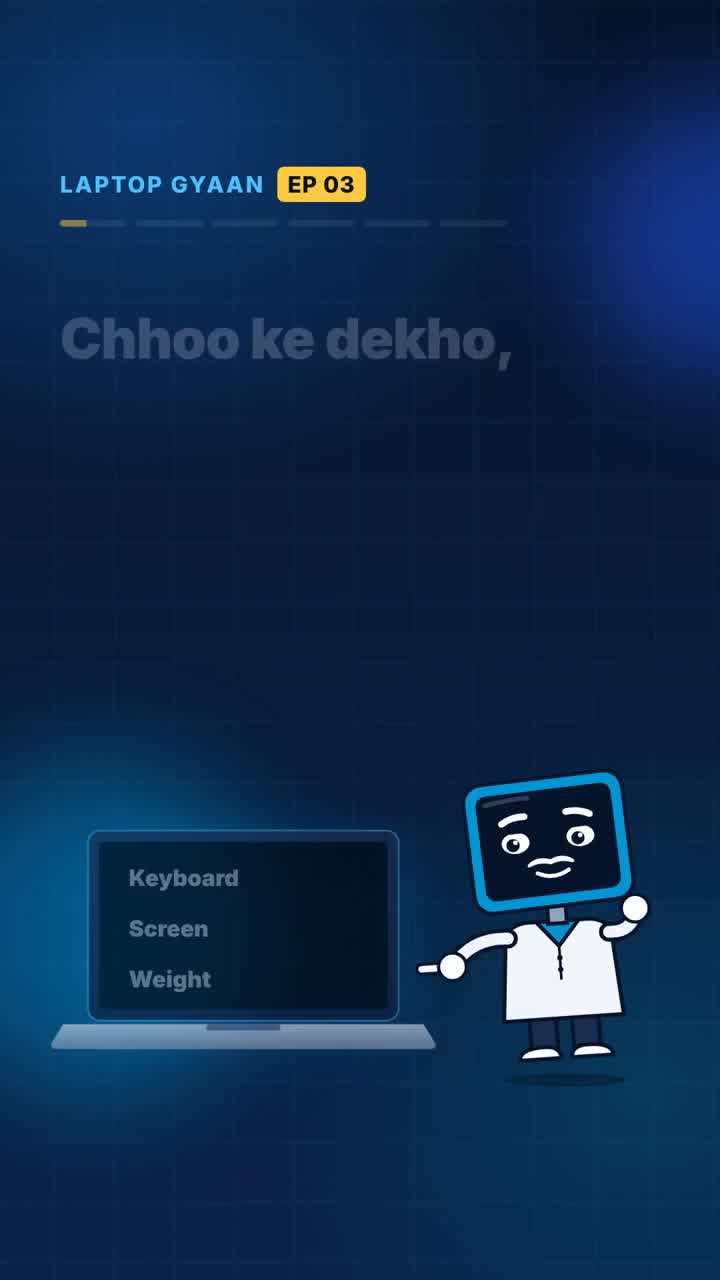 LAPTOP GYAAN EP 03
Chhoo ke dekho,
Keyboard
Screen
Weight